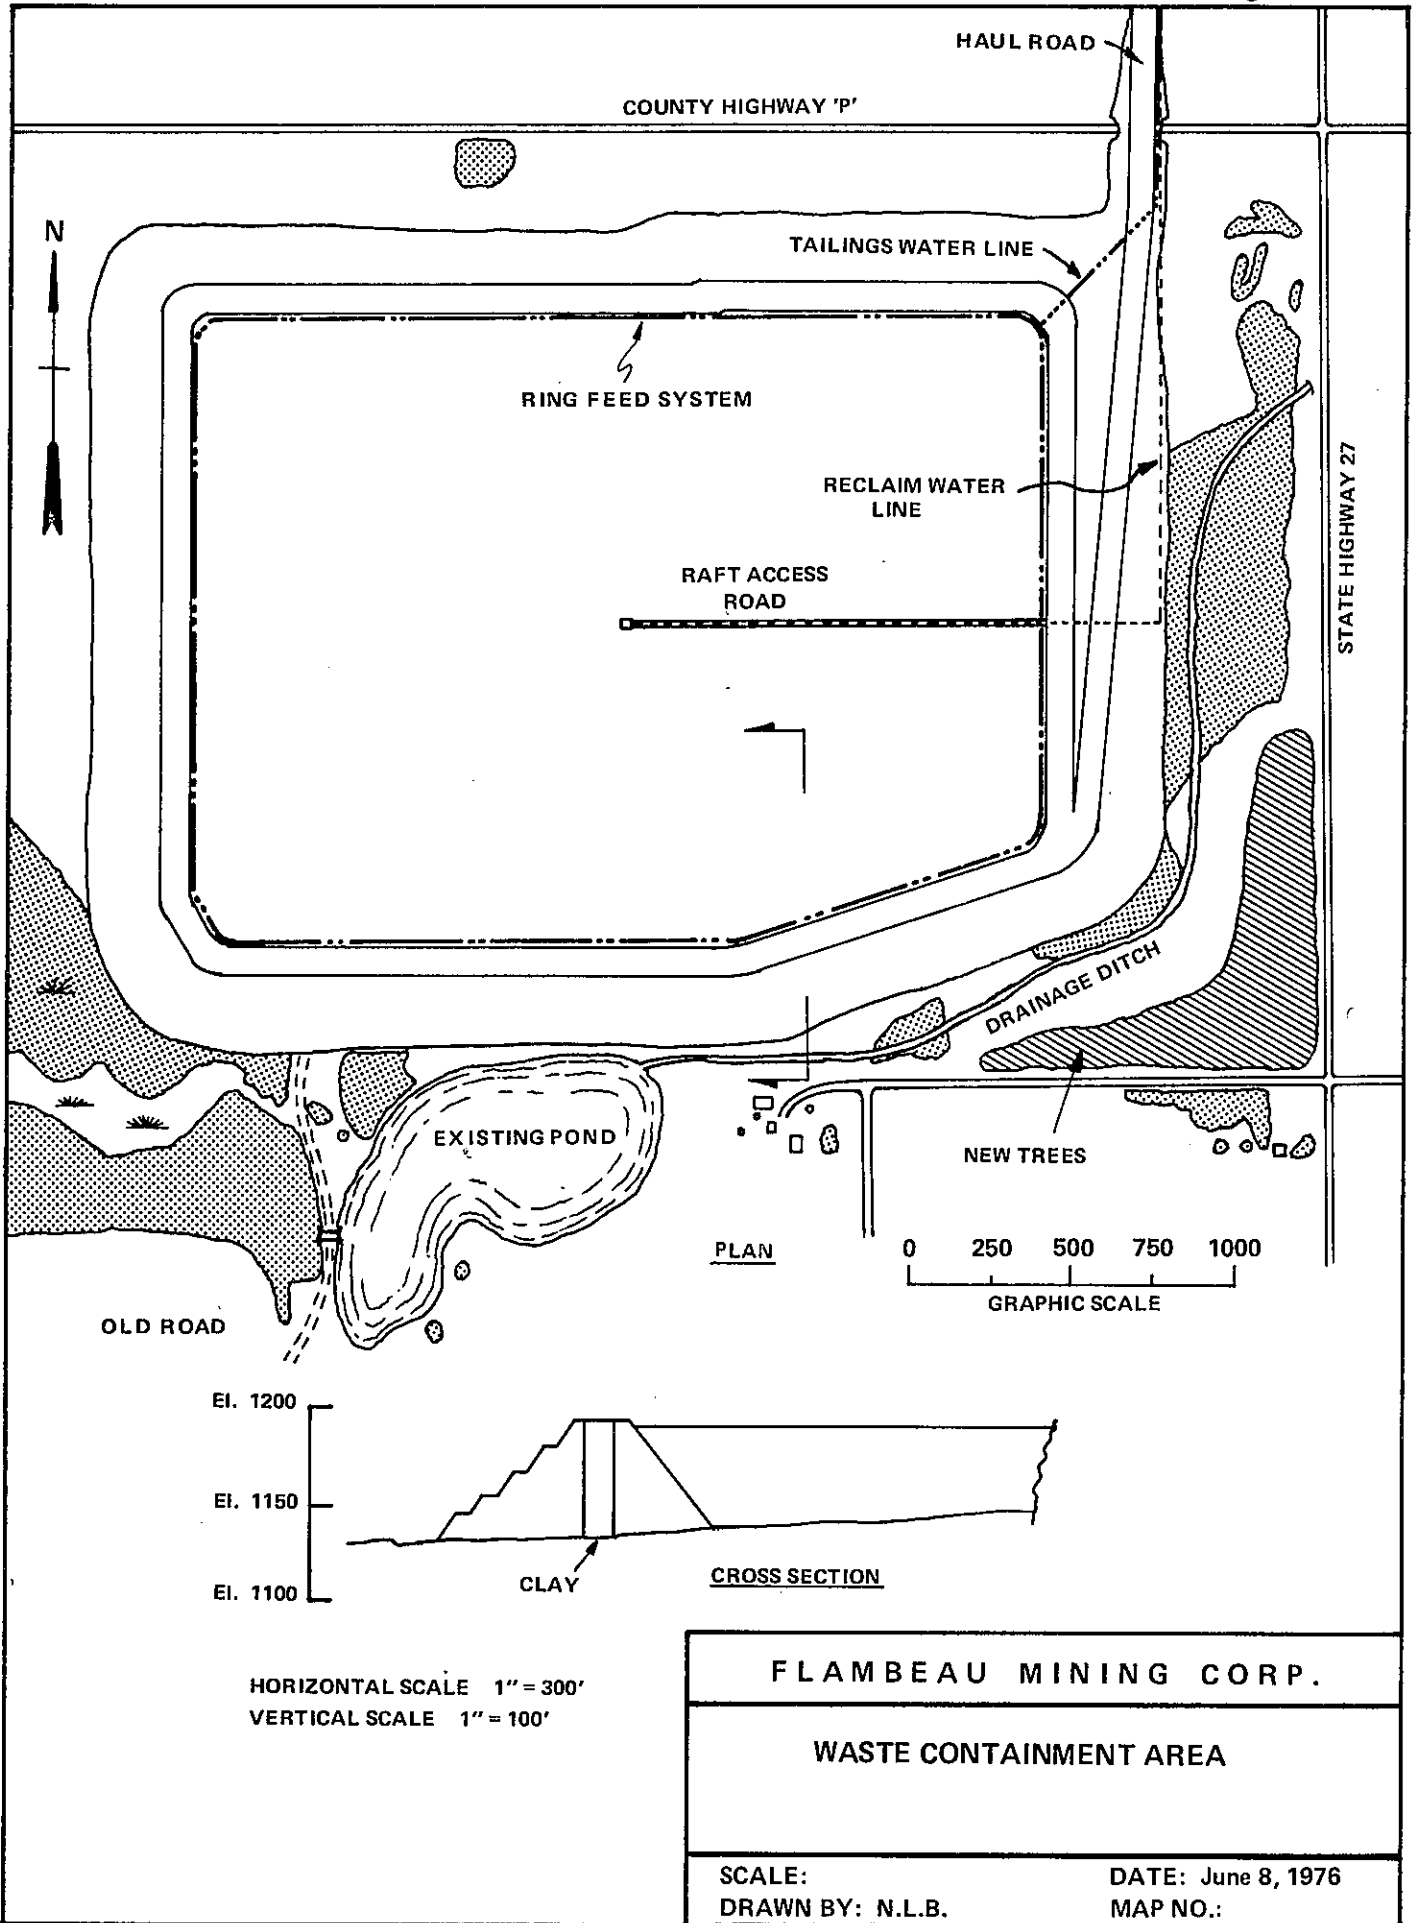 HAUL ROAD
COUNTY HIGHWAY 'P'
N
TAILINGS WATER LINE
RING FEED SYSTEM
RECLAIM WATER
LINE
STATE HIGHWAY 27
RAFT ACCESS
ROAD
DRAINAGE DITCH
EXISTING POND
NEW TREES
PLAN
0 250 500 750 1000
GRAPHIC SCALE
OLD ROAD
El. 1200
El. 1150
El. 1100
CLAY
CROSS SECTION
HORIZONTAL SCALE 1" = 300'
VERTICAL SCALE 1" = 100'
FLAMBEAU MINING CORP.
WASTE CONTAINMENT AREA
SCALE:
DATE: June 8, 1976
DRAWN BY: N.L.B.
MAP NO.: